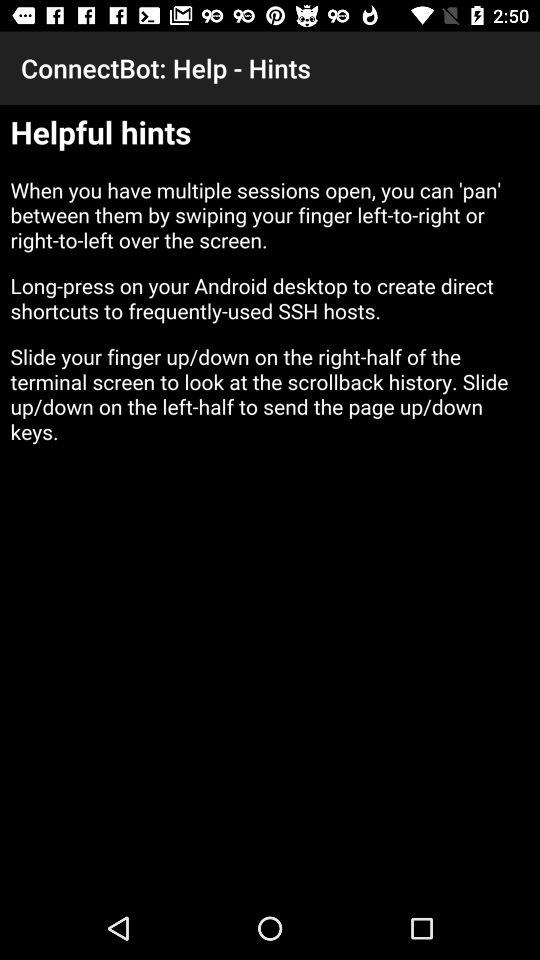 2:50
ConnectBot: Help - Hints
Helpful hints
When you have multiple sessions open, you can 'pan'
between them by swiping your finger left-to-right or
right-to-left over the screen.
Long-press on your Android desktop to create direct
shortcuts to frequently-used SSH hosts.
Slide your finger up/down on the right-half of the
terminal screen to look at the scrollback history. Slide
up/down on the left-half to send the page up/down
keys.